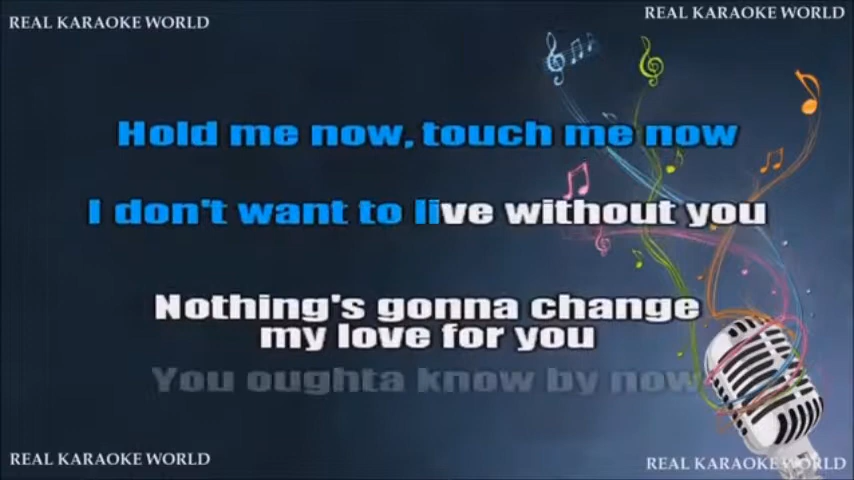 REAL KARAOKE WORLD
REAL KARAOKE WORLD
Hold me now, touch me now
I don't want to live without you
Nothing's gonna change
my love for you
You oughta know by now
REAL KARAOKE WORLD
REAL KARAOKE WORLD